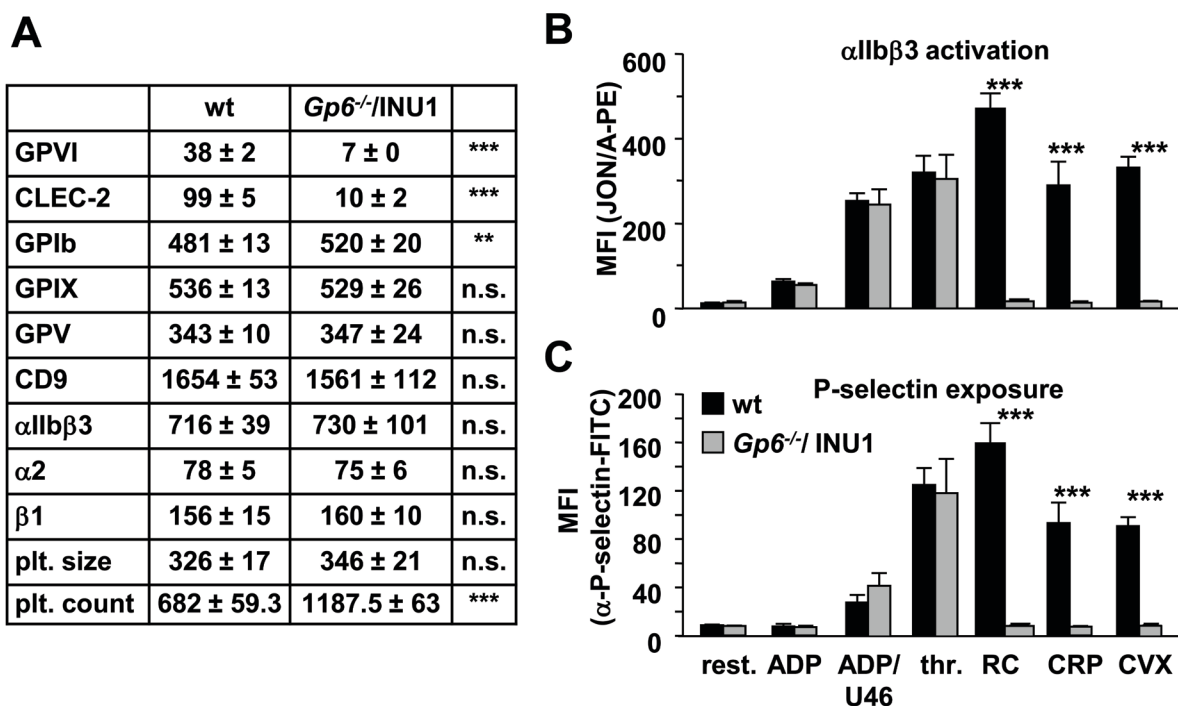 A
wt Gp6-/-/INU1
GPVI 38 ± 2 7 ± 0 ***
CLEC-2 99 ± 5 10 ± 2 ***
GPIb 481 ± 13 520 ± 20 **
GPIX 536 ± 13 529 ± 26 n.s.
GPV 343 ± 10 347 ± 24 n.s.
CD9 1654 ± 53 1561 ± 112 n.s.
αIIbβ3 716 ± 39 730 ± 101 n.s.
α2 78 ± 5 75 ± 6 n.s.
β1 156 ± 15 160 ± 10 n.s.
plt. size 326 ± 17 346 ± 21 n.s.
plt. count 682 ± 59.3 1187.5 ± 63 ***
B
αIIbβ3 activation
MFI (JON/A-PE)
600
400
200
0
***
***
***
C
P-selectin exposure
MFI
(α-P-selectin-FITC)
200
160
120
80
40
0
wt
Gp6-/-/ INU1
***
***
***
rest. ADP ADP/ thr. RC CRP CVX
U46